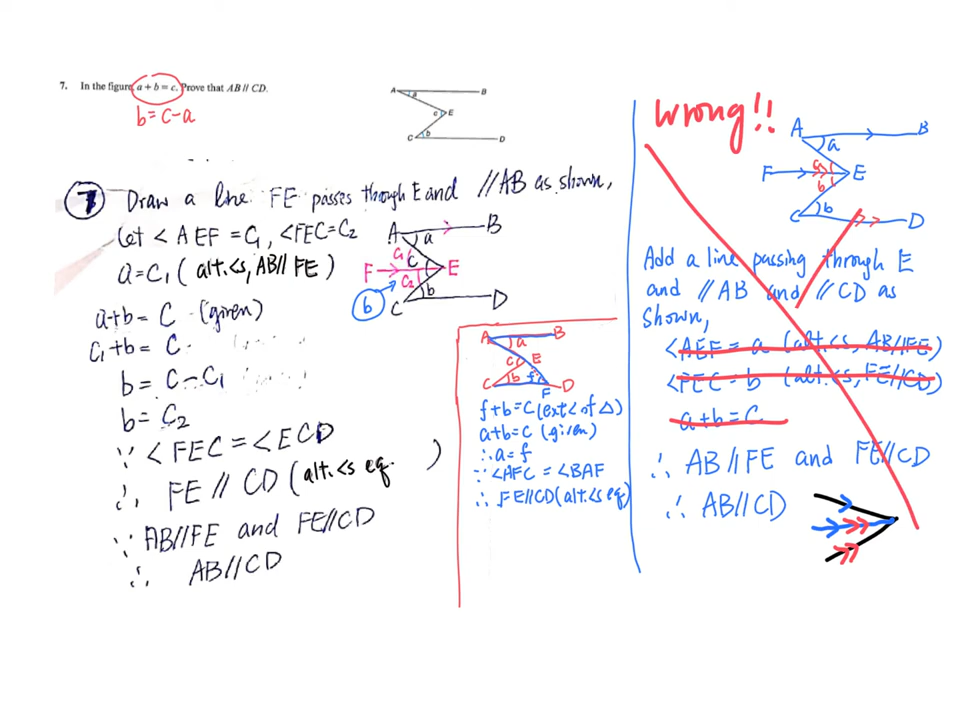 7. In the figure, a + b = c. Prove that AB // CD.
b = c - a
A a B
c E
C b D
7 Draw a line FE passes through E and // AB as shown,
Let < AEF = C₁, <FEC = C₂
a = C₁ (alt.<s, AB// FE)
a+b = C (given)
C₁ + b = C
b = C - C₁
b = C₂
∵ <FEC = <ECD
∴ FE // CD (alt.<s eq. )
∵ AB//FE and FE//CD
∴ AB//CD
A a B
C₁ C
F E
C₂
b
C b D
A a B
c E
C b f D
F
f+b=C (ext< of △)
a+b=c (given)
∴ a=f
∵ <AFC = <BAF
∴ FE//CD (alt.<s eq)
wrong!!
A a B
a
F E
b
C b D
Add a line passing through E
and // AB and // CD as
shown,
<AEF = a (alt.<s, AB//FE)
<FEC = b (alt.<s, FE//CD)
a+b = C
∴ AB//FE and FE//CD
∴ AB//CD